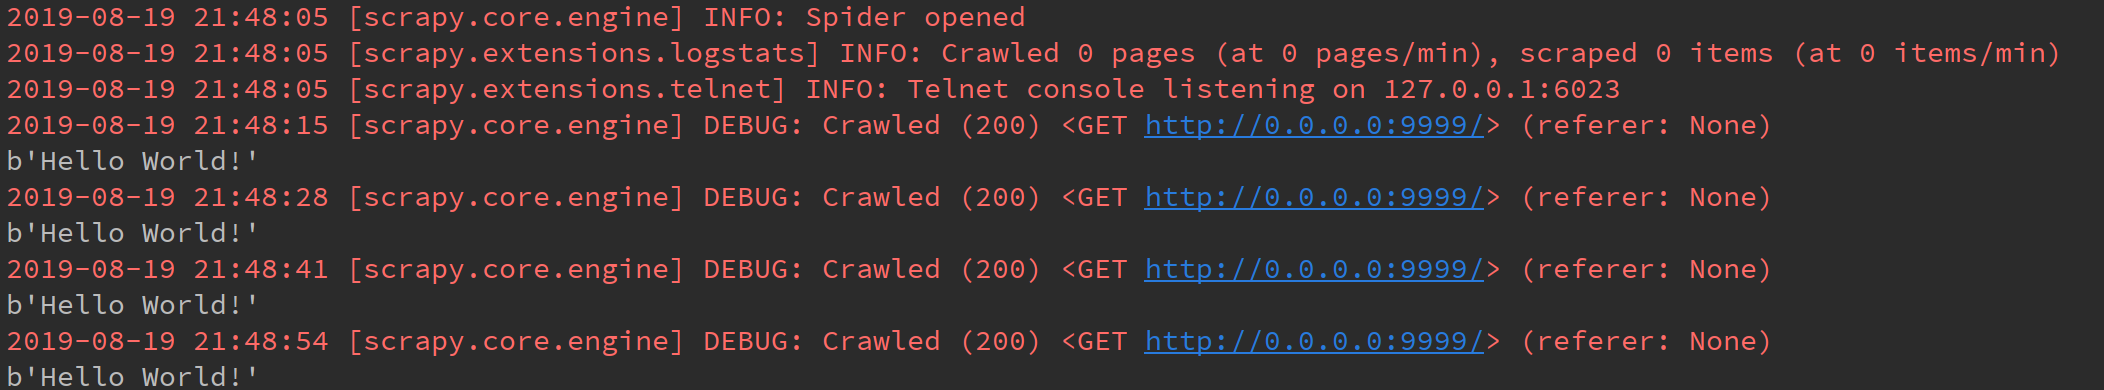 2019-08-19 21:48:05 [scrapy.core.engine] INFO: Spider opened
2019-08-19 21:48:05 [scrapy.extensions.logstats] INFO: Crawled 0 pages (at 0 pages/min), scraped 0 items (at 0 items/min)
2019-08-19 21:48:05 [scrapy.extensions.telnet] INFO: Telnet console listening on 127.0.0.1:6023
2019-08-19 21:48:15 [scrapy.core.engine] DEBUG: Crawled (200) <GET http://0.0.0.0:9999/> (referer: None)
b'Hello World!'
2019-08-19 21:48:28 [scrapy.core.engine] DEBUG: Crawled (200) <GET http://0.0.0.0:9999/> (referer: None)
b'Hello World!'
2019-08-19 21:48:41 [scrapy.core.engine] DEBUG: Crawled (200) <GET http://0.0.0.0:9999/> (referer: None)
b'Hello World!'
2019-08-19 21:48:54 [scrapy.core.engine] DEBUG: Crawled (200) <GET http://0.0.0.0:9999/> (referer: None)
b'Hello World!'